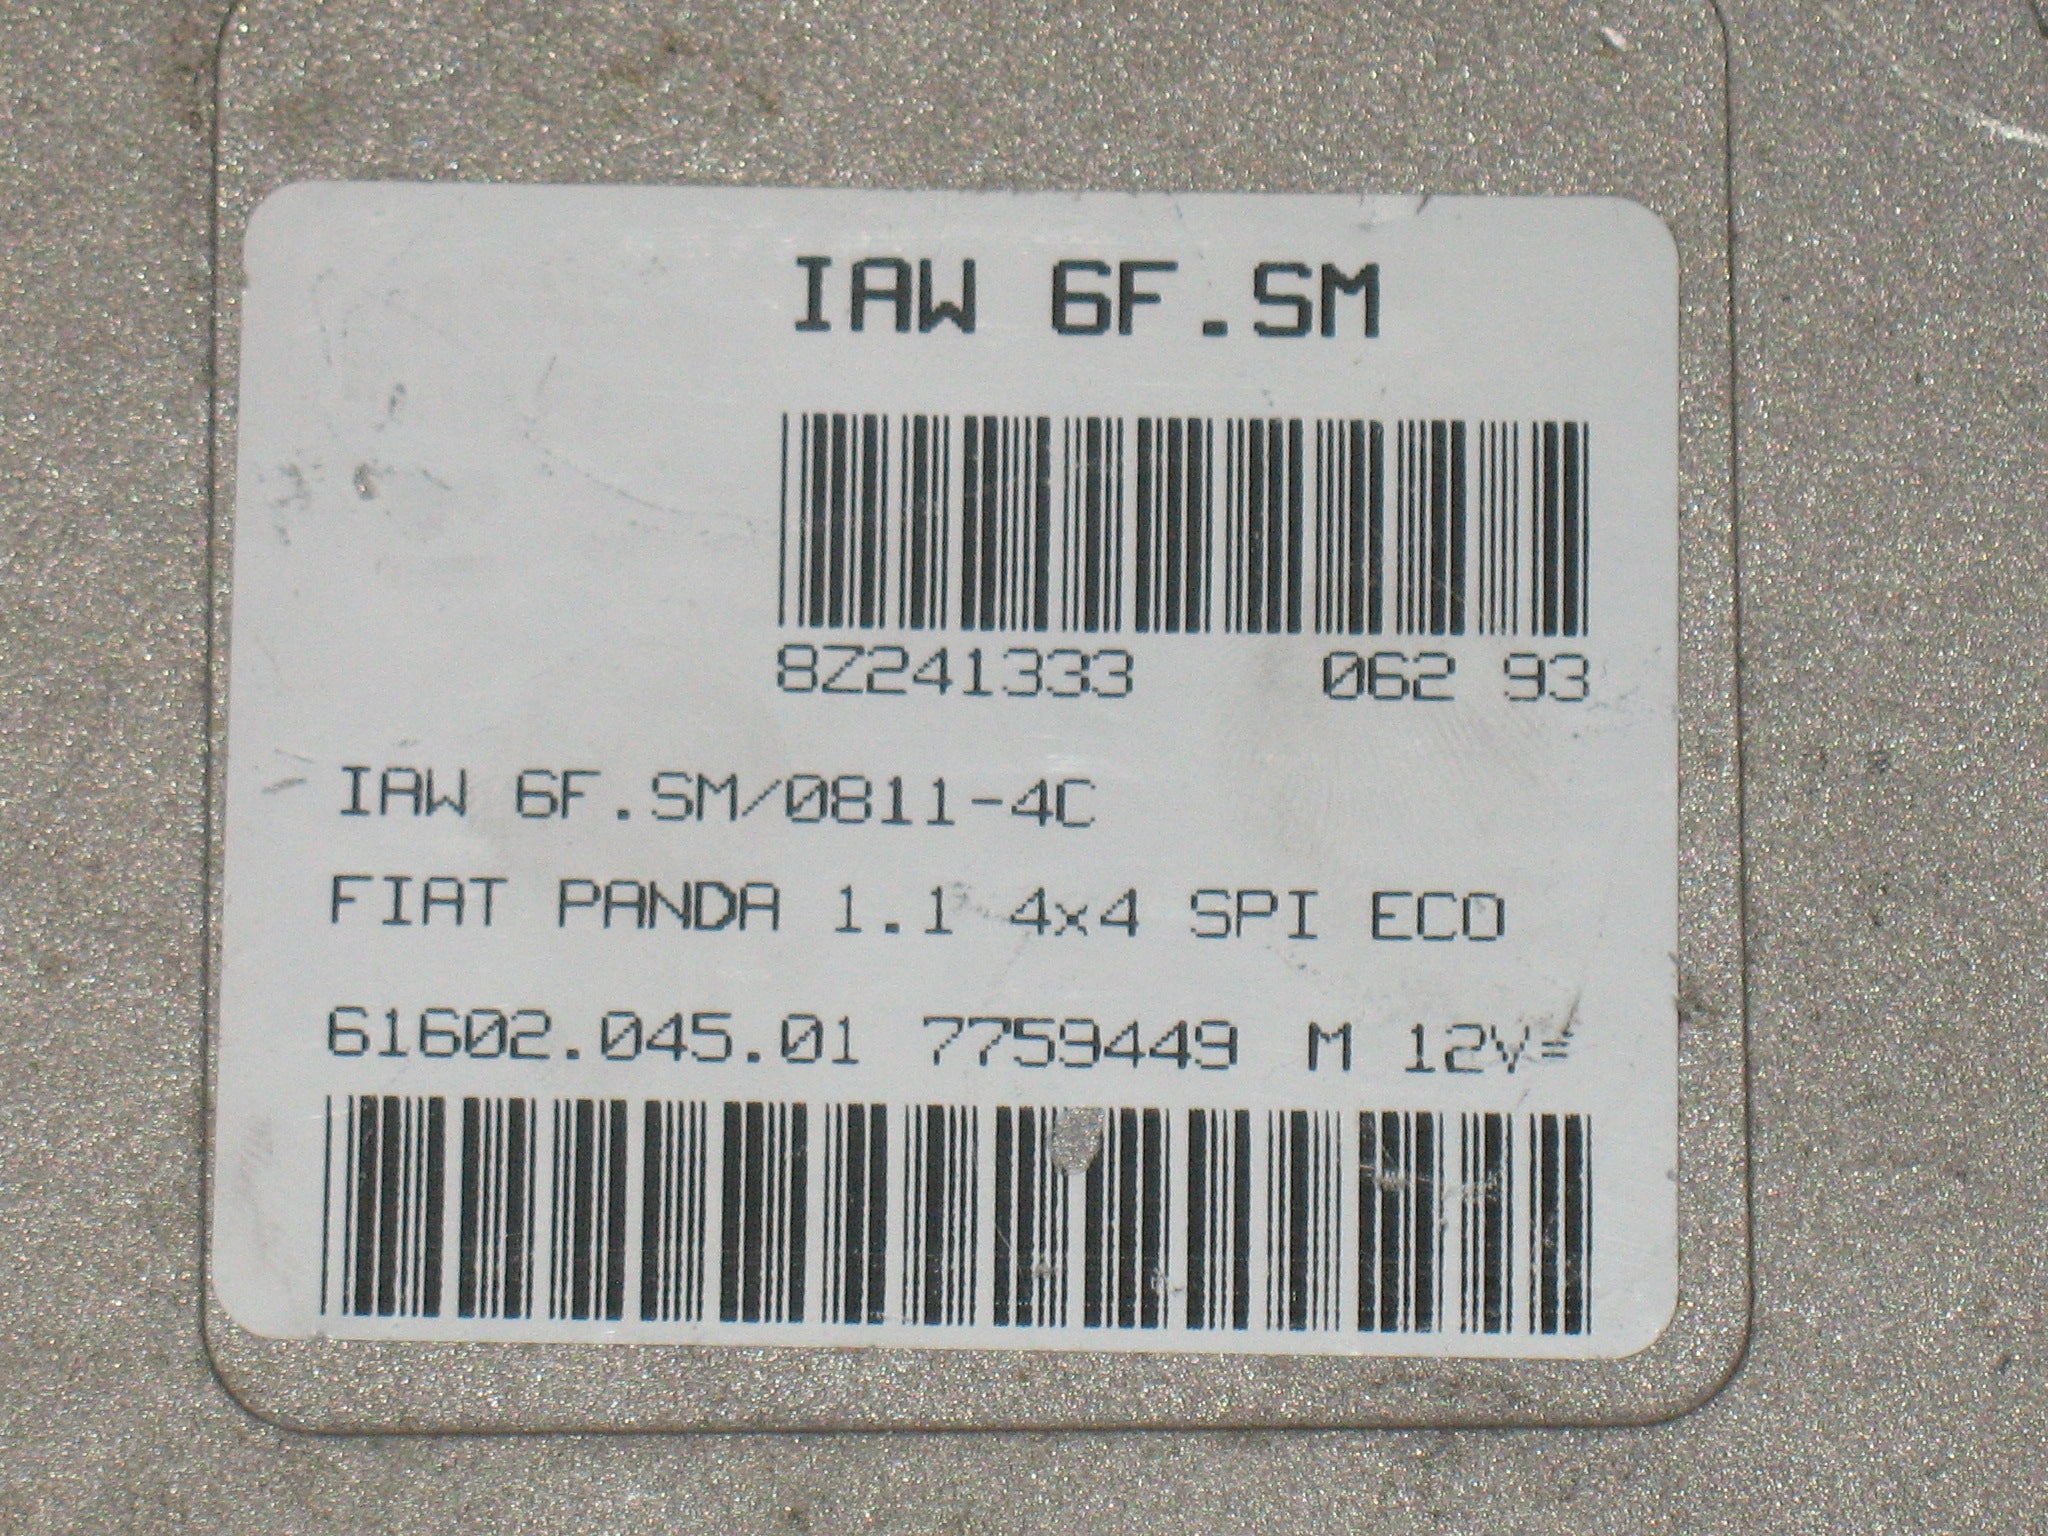 IAW 6F.SM
8Z241333 062 93
IAW 6F.SM/0811-4C
FIAT PANDA 1.1 4x4 SPI ECO
61602.045.01 7759449 M 12V=